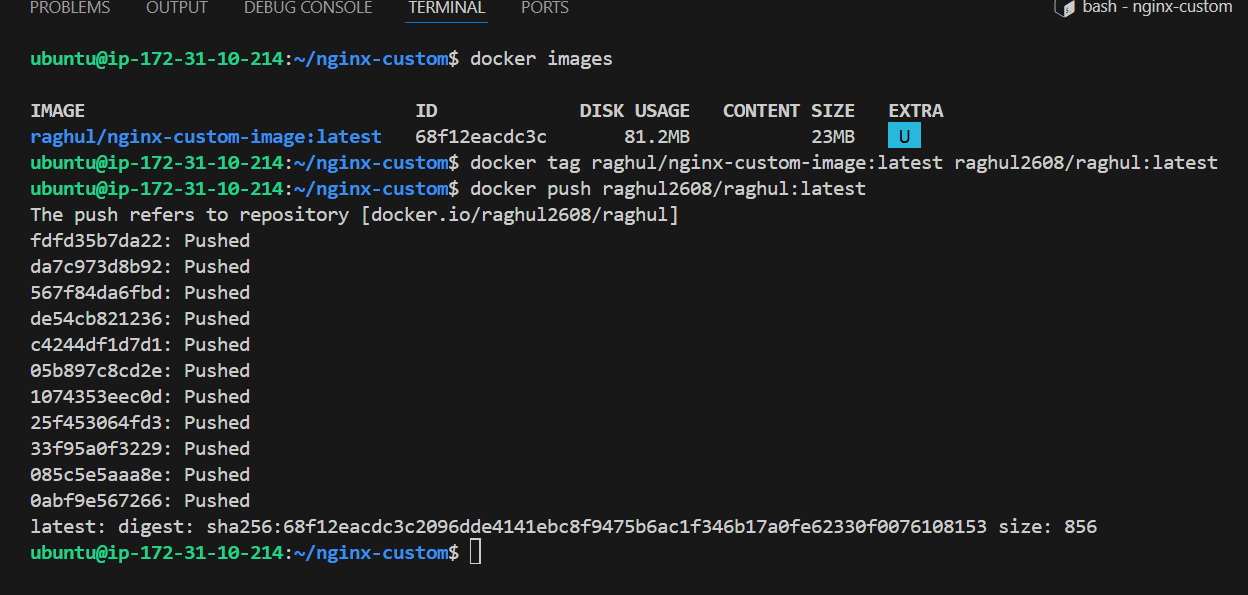 PROBLEMS OUTPUT DEBUG CONSOLE TERMINAL PORTS bash - nginx-custom
ubuntu@ip-172-31-10-214:~/nginx-custom$ docker images
IMAGE ID DISK USAGE CONTENT SIZE EXTRA
raghul/nginx-custom-image:latest 68f12eacdc3c 81.2MB 23MB U
ubuntu@ip-172-31-10-214:~/nginx-custom$ docker tag raghul/nginx-custom-image:latest raghul2608/raghul:latest
ubuntu@ip-172-31-10-214:~/nginx-custom$ docker push raghul2608/raghul:latest
The push refers to repository [docker.io/raghul2608/raghul]
fdfd35b7da22: Pushed
da7c973d8b92: Pushed
567f84da6fbd: Pushed
de54cb821236: Pushed
c4244df1d7d1: Pushed
05b897c8cd2e: Pushed
1074353eec0d: Pushed
25f453064fd3: Pushed
33f95a0f3229: Pushed
085c5e5aaa8e: Pushed
0abf9e567266: Pushed
latest: digest: sha256:68f12eacdc3c2096dde4141ebc8f9475b6ac1f346b17a0fe62330f0076108153 size: 856
ubuntu@ip-172-31-10-214:~/nginx-custom$